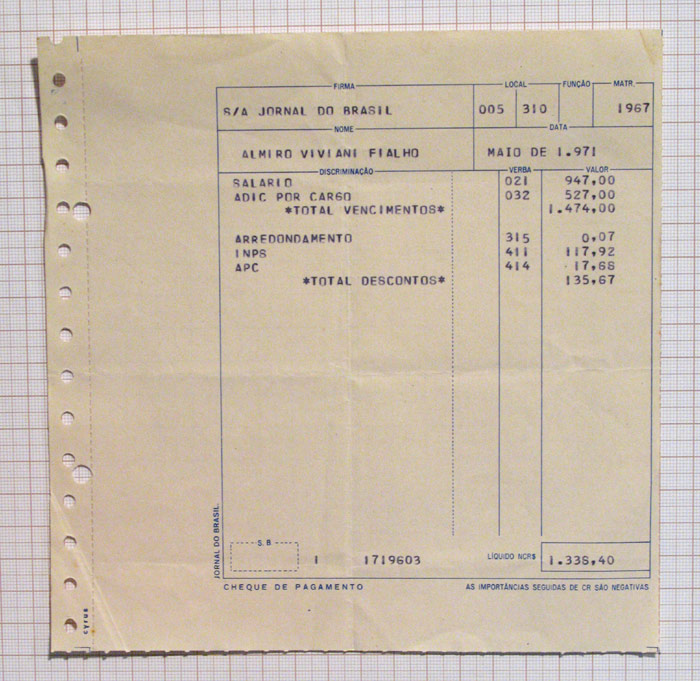 FIRMA LOCAL FUNÇÃO MATR.
S/A JORNAL DO BRASIL 005 310 1967
NOME DATA
ALMIRO VIVIANI FIALHO MAIO DE 1.971
DISCRIMINAÇÃO VERBA VALOR
SALARIO 021 947,00
ADIC POR CARGO 032 527,00
*TOTAL VENCIMENTOS* 1.474,00
ARREDONDAMENTO 315 0,07
INPS 411 117,92
APC 414 17,68
*TOTAL DESCONTOS* 135,67
JORNAL DO BRASIL
S. B
1 1719603 LÍQUIDO NCR$ 1.338,40
CHEQUE DE PAGAMENTO AS IMPORTÂNCIAS SEGUIDAS DE CR SÃO NEGATIVAS
cyrus